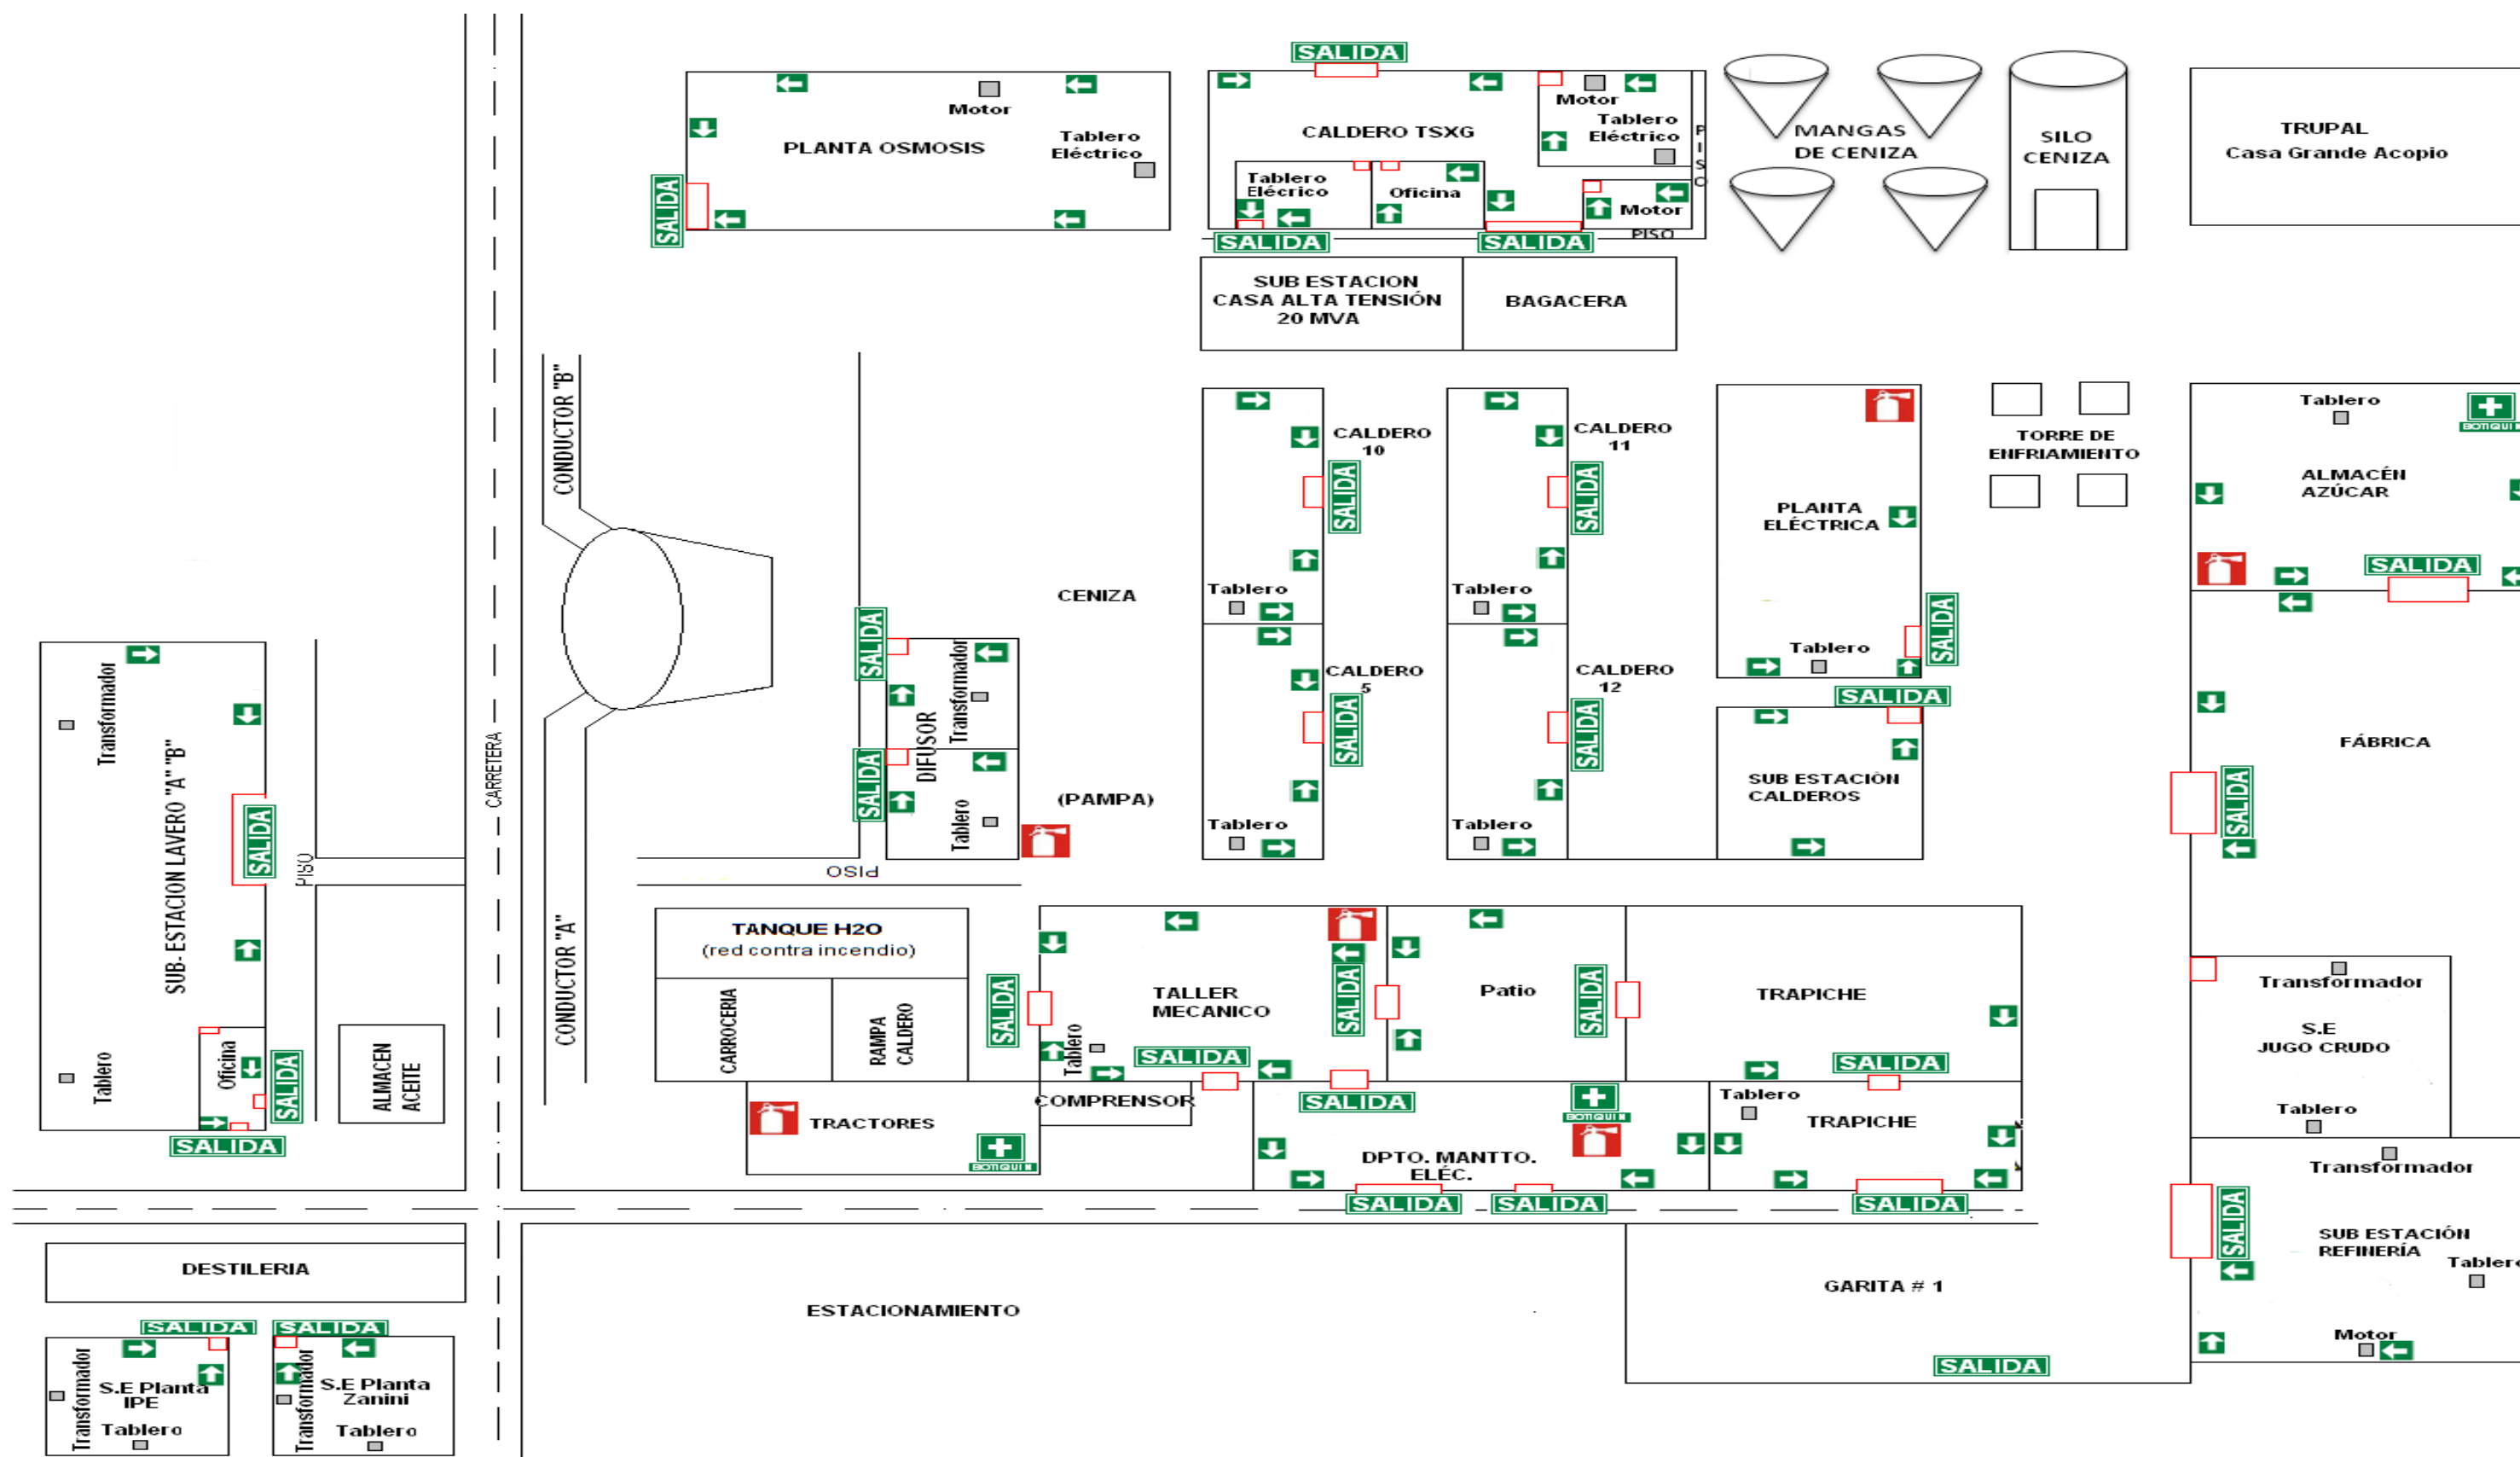 SALIDA
Motor
PLANTA OSMOSIS
Tablero
Eléctrico
SALIDA
CALDERO TSXG
Motor
Tablero
Eléctrico
PISO
Tablero
Elécrico
Oficina
Motor
SALIDA
SALIDA
PISO
MANGAS
DE CENIZA
SILO
CENIZA
TRUPAL
Casa Grande Acopio
SUB ESTACION
CASA ALTA TENSIÓN
20 MVA
BAGACERA
CONDUCTOR "B"
CENIZA
CALDERO
10
SALIDA
Tablero
CALDERO
11
SALIDA
Tablero
PLANTA
ELÉCTRICA
Tablero
SALIDA
TORRE DE
ENFRIAMIENTO
Tablero
BOTIQUIN
ALMACÉN
AZÚCAR
SALIDA
CALDERO
5
SALIDA
Tablero
CALDERO
12
SALIDA
Tablero
SALIDA
SUB ESTACIÓN
CALDEROS
FÁBRICA
SALIDA
Transformador
SUB- ESTACION LAVERO "A" "B"
SALIDA
PISO
Tablero
Oficina
SALIDA
SALIDA
ALMACEN
ACEITE
CARRETERA
CONDUCTOR "A"
SALIDA
SALIDA
DIFUSOR
Transformador
Tablero
(PAMPA)
PISO
TANQUE H2O
(red contra incendio)
CARROCERIA
RAMPA
CALDERO
SALIDA
TALLER
MECANICO
Tablero
SALIDA
SALIDA
Patio
SALIDA
TRAPICHE
SALIDA
TRACTORES
BOTIQUIN
COMPRENSOR
SALIDA
BOTIQUIN
DPTO. MANTTO.
ELÉC.
SALIDA
SALIDA
Tablero
TRAPICHE
SALIDA
Transformador
S.E
JUGO CRUDO
Tablero
Transformador
SUB ESTACIÓN
REFINERÍA
SALIDA
Tablero
Motor
DESTILERIA
SALIDA
Transformador
S.E Planta
IPE
Tablero
SALIDA
Transformador
S.E Planta
Zanini
Tablero
ESTACIONAMIENTO
GARITA # 1
SALIDA